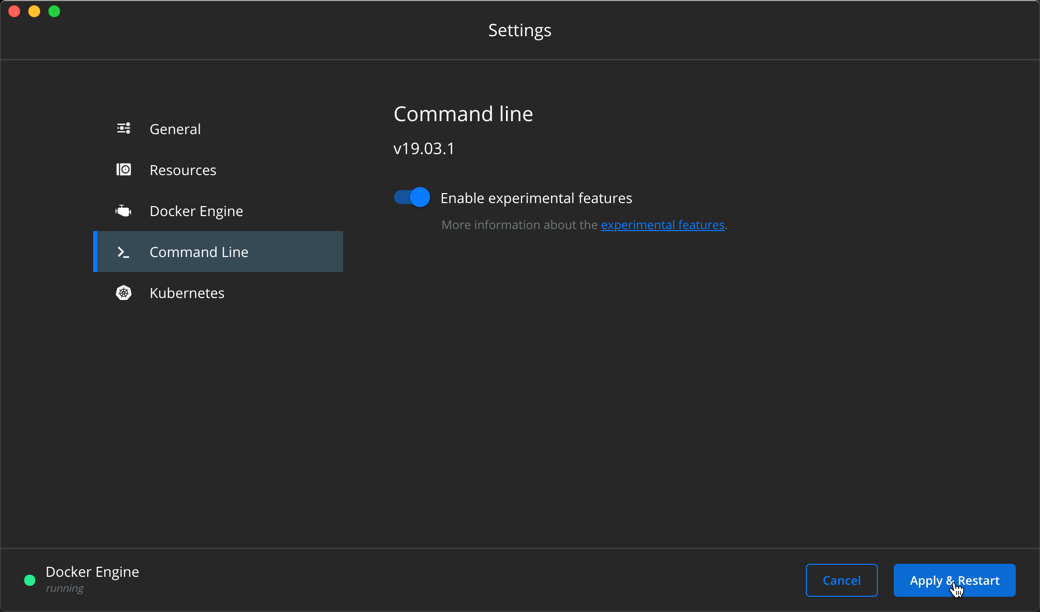 Settings
General
Resources
Docker Engine
Command Line
Kubernetes
Command line
v19.03.1
Enable experimental features
More information about the experimental features.
Docker Engine
running
Cancel
Apply & Restart